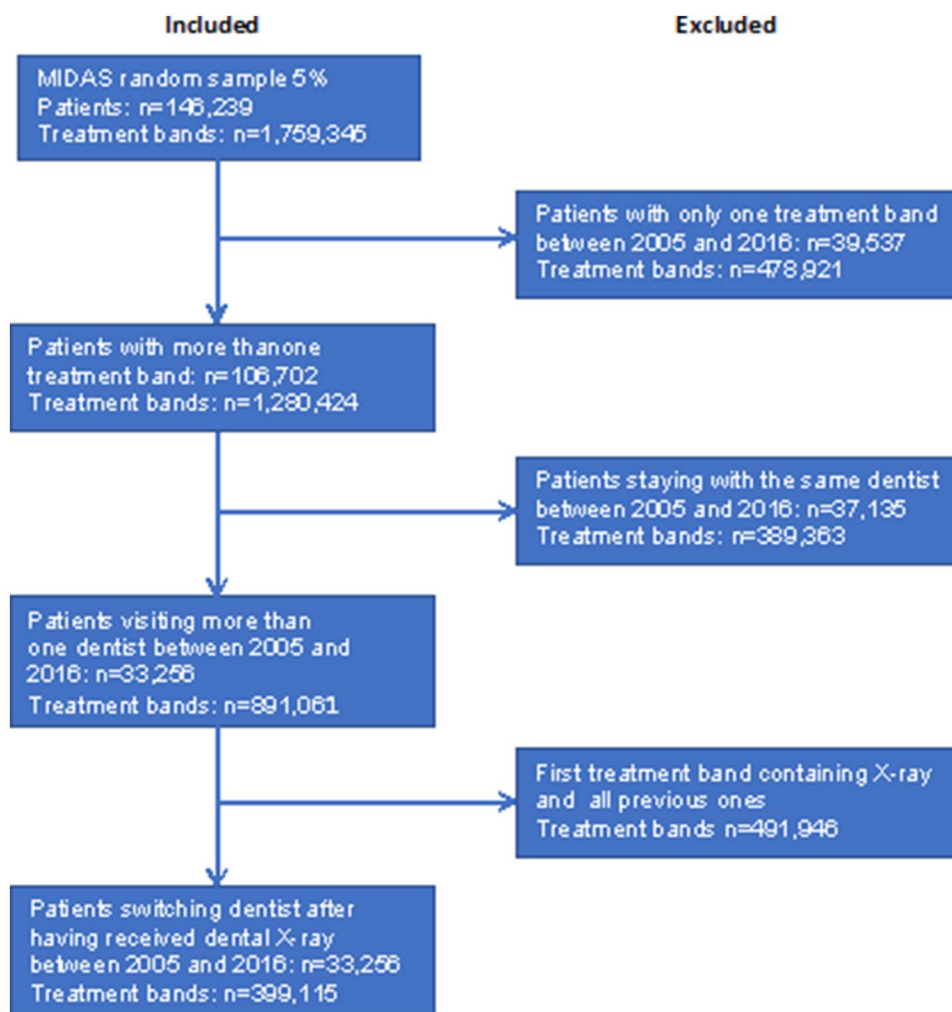 Included
Excluded
MIDAS random sample 5%
Patients: n=146,239
Treatment bands: n=1,759,345
Patients with only one treatment band
between 2005 and 2016: n=39,537
Treatment bands: n=478,921
Patients with more than one
treatment band: n=106,702
Treatment bands: n=1,280,424
Patients staying with the same dentist
between 2005 and 2016: n=37,135
Treatment bands: n=389,363
Patients visiting more than
one dentist between 2005 and
2016: n=33,256
Treatment bands: n=891,061
First treatment band containing X-ray
and all previous ones
Treatment bands n=491,946
Patients switching dentist after
having received dental X-ray
between 2005 and 2016: n=33,256
Treatment bands: n=399,115